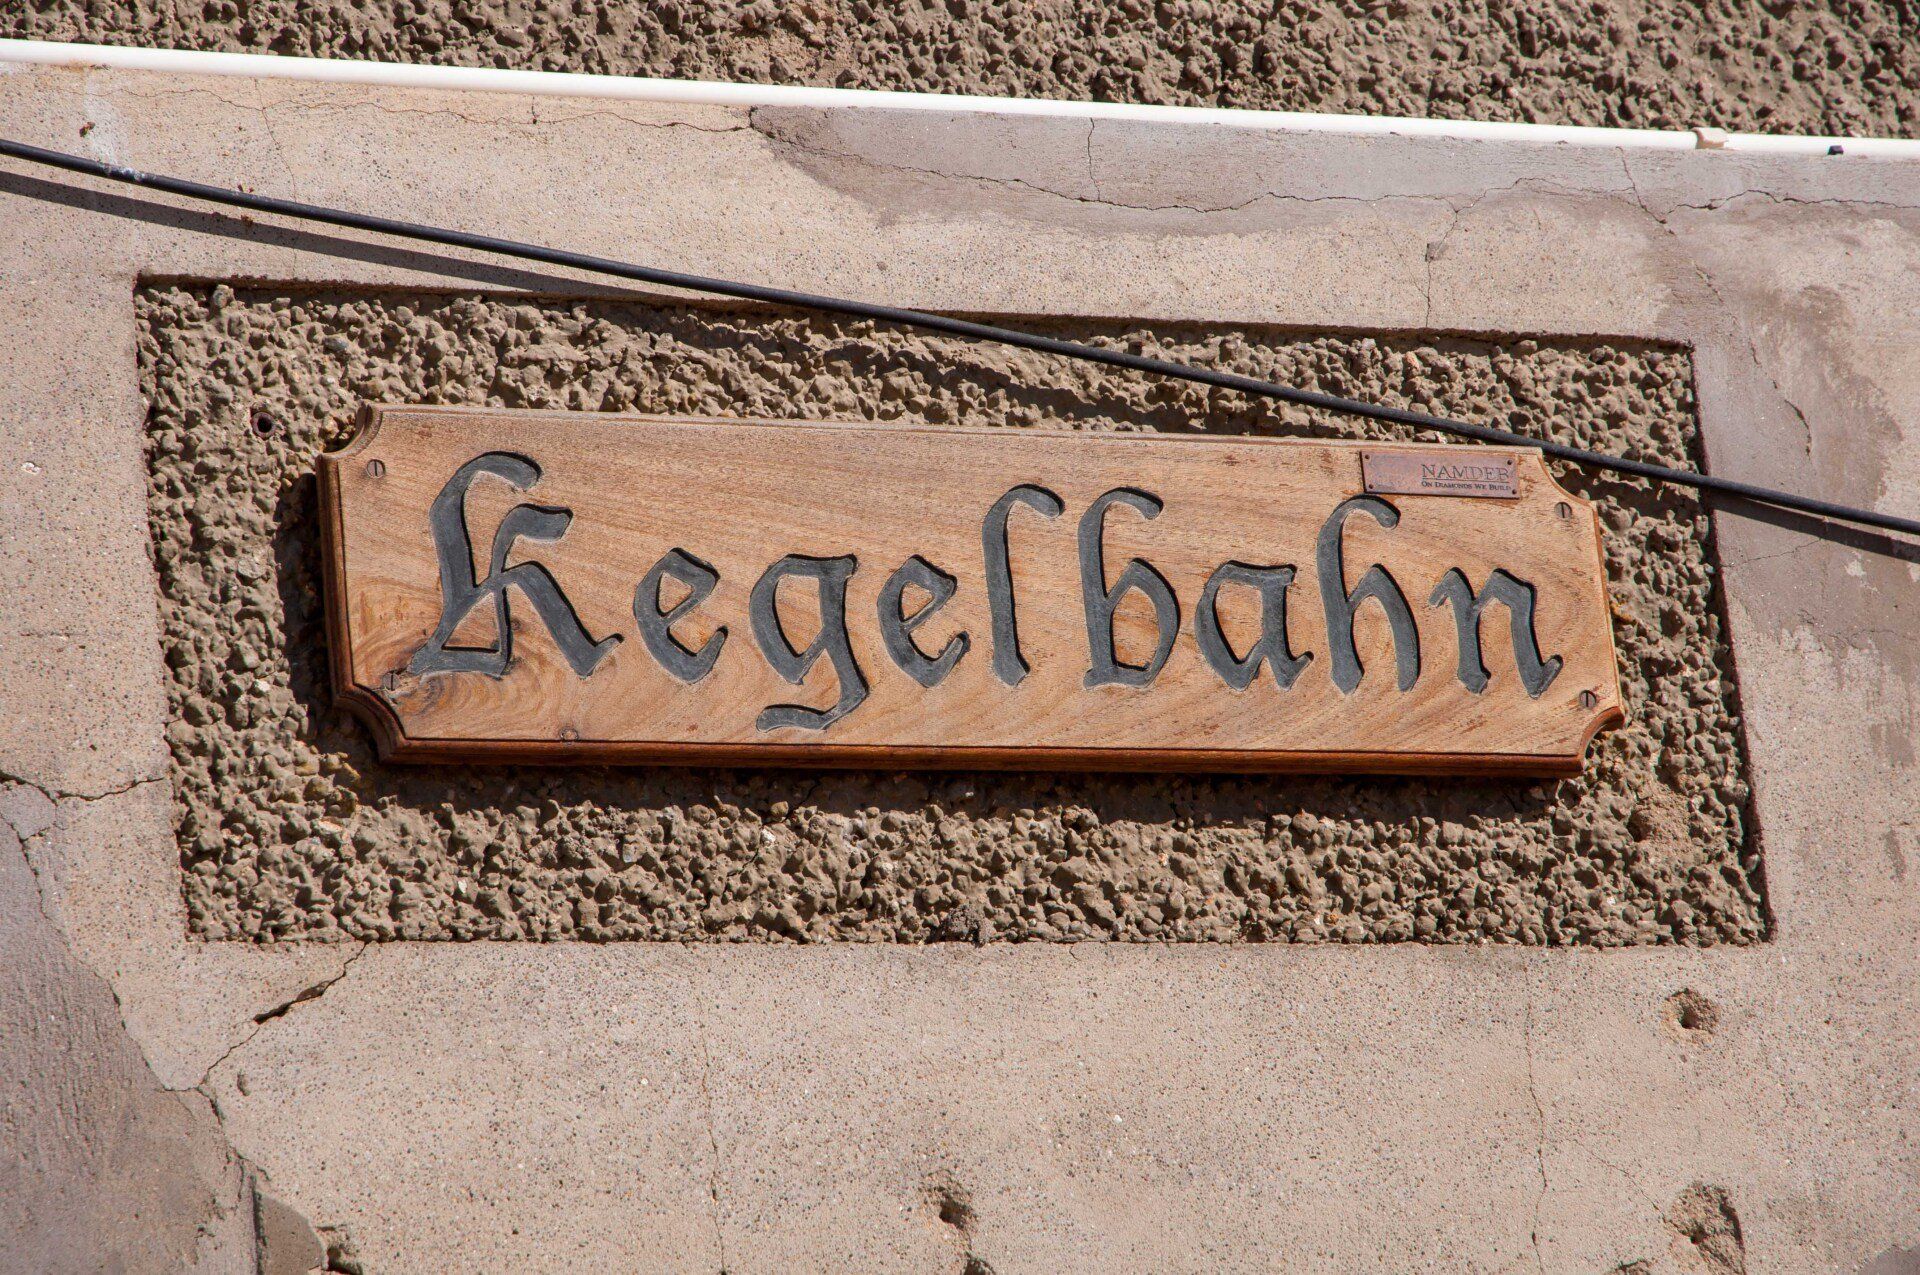 Kegelbahn
NAMDEB
ON DIAMONDS WE BUILD